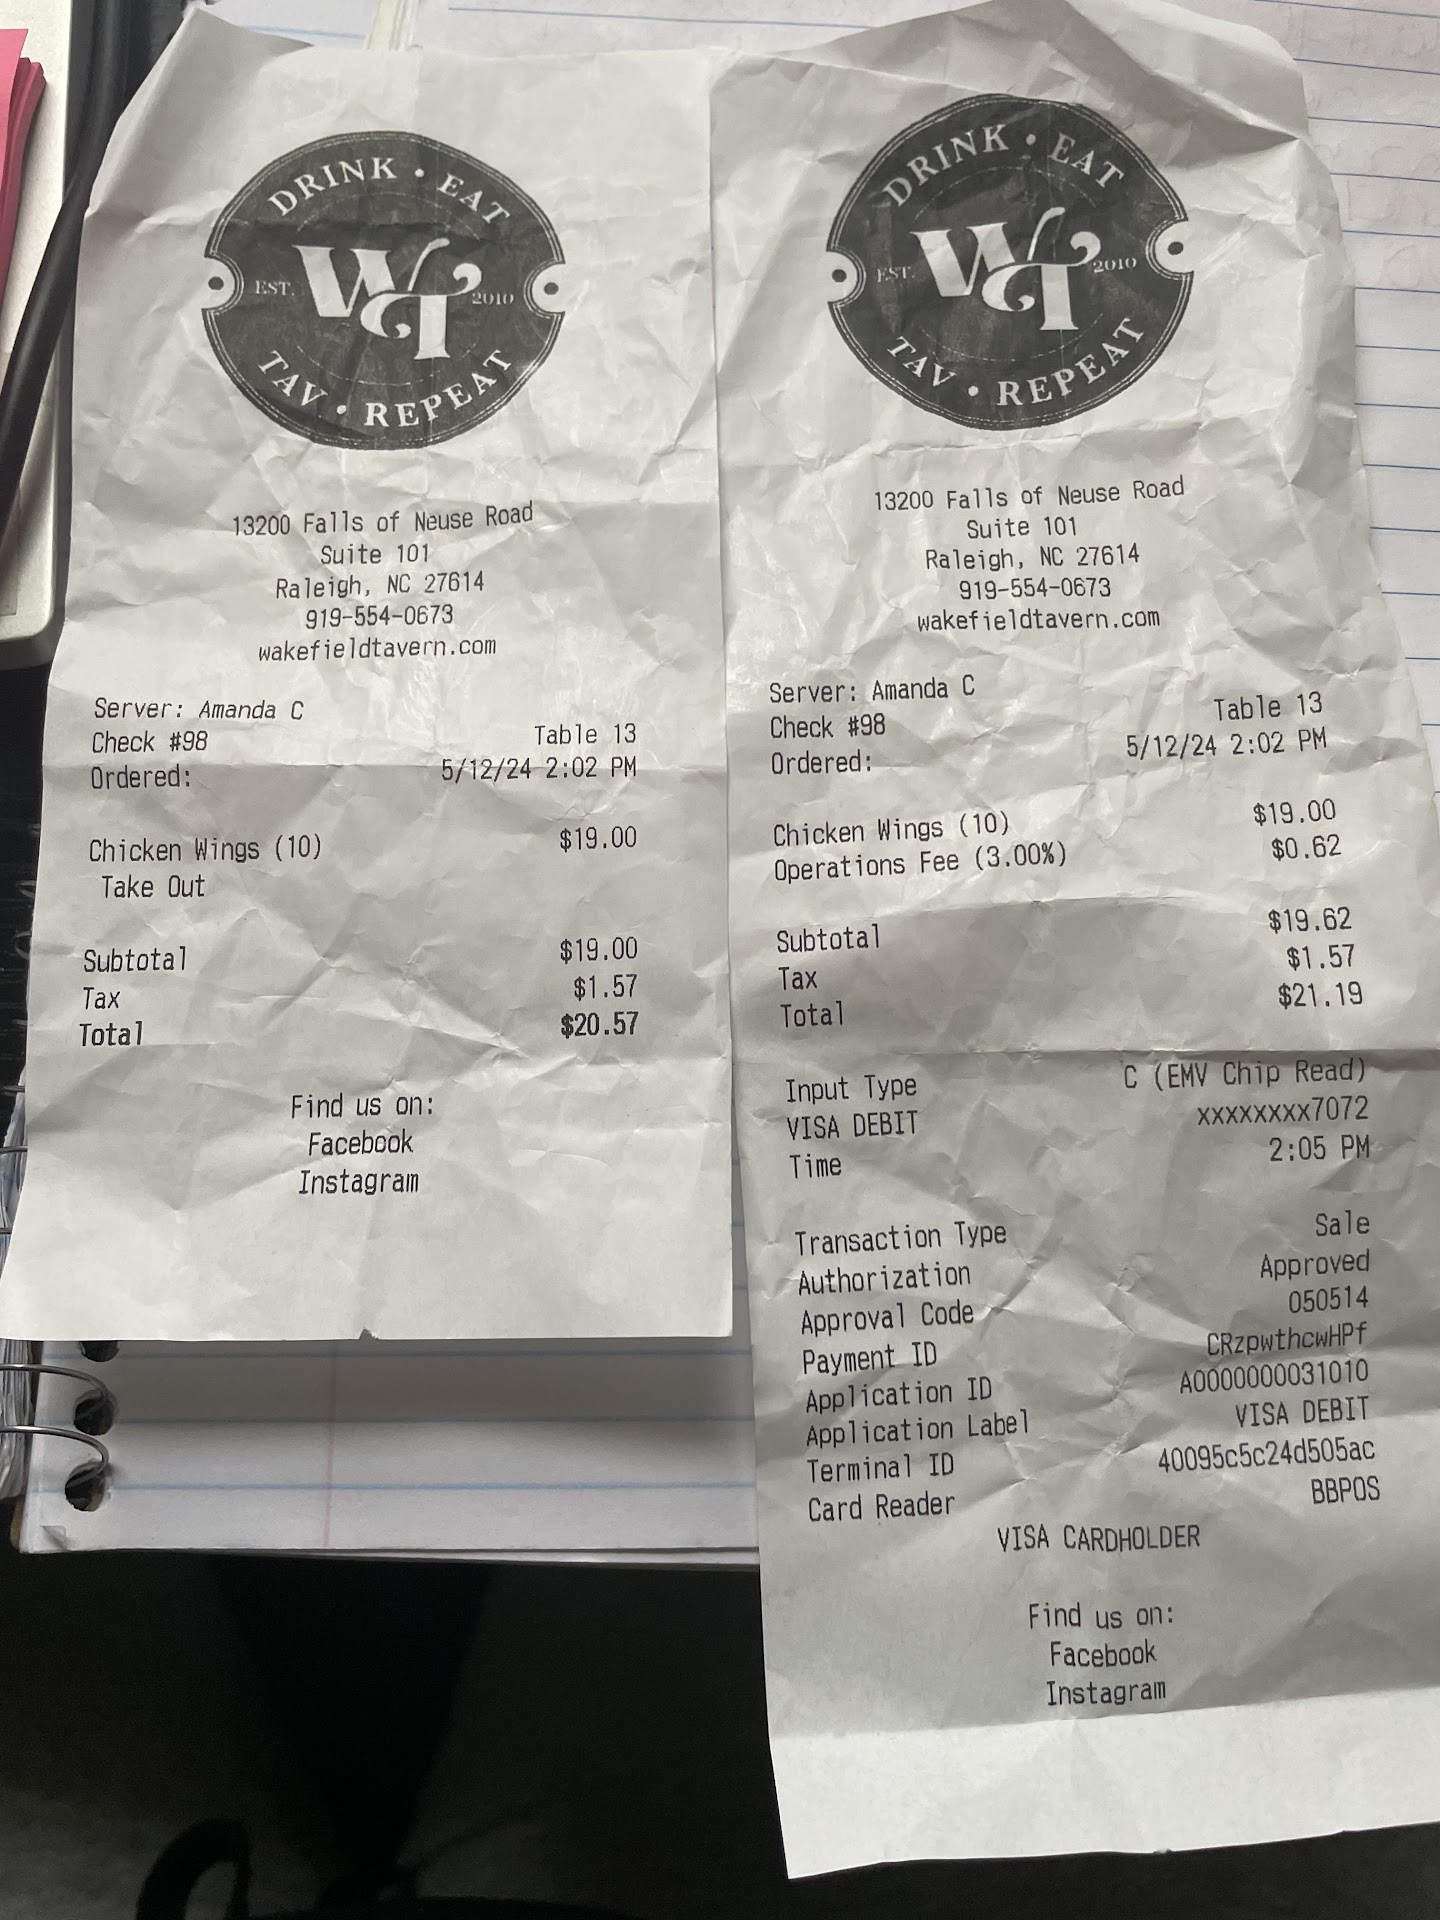 DRINK • EAT
EST. WT 2010
TAV • REPEAT
13200 Falls of Neuse Road
Suite 101
Raleigh, NC 27614
919-554-0673
wakefieldtavern.com
Server: Amanda C
Check #98 Table 13
Ordered: 5/12/24 2:02 PM
Chicken Wings (10) $19.00
Take Out
Subtotal $19.00
Tax $1.57
Total $20.57
Find us on:
Facebook
Instagram
DRINK • EAT
EST. WT 2010
TAV • REPEAT
13200 Falls of Neuse Road
Suite 101
Raleigh, NC 27614
919-554-0673
wakefieldtavern.com
Server: Amanda C
Check #98 Table 13
Ordered: 5/12/24 2:02 PM
Chicken Wings (10) $19.00
Operations Fee (3.00%) $0.62
Subtotal $19.62
Tax $1.57
Total $21.19
Input Type C (EMV Chip Read)
VISA DEBIT xxxxxxxx7072
Time 2:05 PM
Transaction Type Sale
Authorization Approved
Approval Code 050514
Payment ID CRzpwthcwHPf
Application ID A0000000031010
Application Label VISA DEBIT
Terminal ID 40095c5c24d505ac
Card Reader BBPOS
VISA CARDHOLDER
Find us on:
Facebook
Instagram